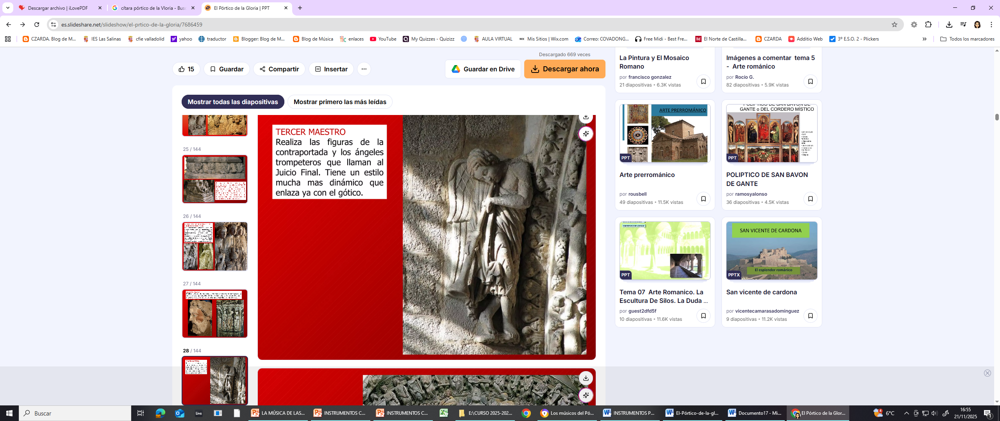 Descargar archivo | iLovePDF
cítara pórtico de la Vloria - Bus
El Pórtico de la Gloria | PPT
es.slideshare.net/slideshow/el-prtico-de-la-gloria/7686459
CZARDA. Blog de M...
IES Las Salinas
cfie valladolid
yahoo
traductor
Blogger: Blog de M...
Blog de Música
enlaces
YouTube
My Quizzes - Quizizz
AULA VIRTUAL
Mis Sitios | Wix.com
Correo: COVADONG...
Free Midi - Best Fre...
El Norte de Castilla...
CZARDA
Additio Web
3º E.S.O. 2 - Plickers
Todos los marcadores
Descargado 669 veces
15
Guardar
Compartir
Insertar
Guardar en Drive
Descargar ahora
Mostrar todas las diapositivas
Mostrar primero las más leídas
25 / 144
26 / 144
27 / 144
28 / 144
TERCER MAESTRO
Realiza las figuras de la
contraportada y los ángeles
trompeteros que llaman al
Juicio Final. Tiene un estilo
mucha mas dinámico que
enlaza ya con el gótico.
La Pintura y El Mosaico
Romano
por francisco gonzalez
21 diapositivas • 6.3K vistas
Imágenes a comentar tema 5
- Arte románico
por Rocío G.
82 diapositivas • 5.9K vistas
ARTE PRERROMÁNICO
PPT
Arte prerrománico
por rousbell
49 diapositivas • 11.5K vistas
POLIPTICO DE SAN BAVON DE
GANTE o DEL CORDERO MÍSTICO
PPT
POLIPTICO DE SAN BAVON
DE GANTE
por ramosyalonso
36 diapositivas • 4.5K vistas
COMENTARIO DE LÁMINAS
PPT
Tema 07 Arte Romanico. La
Escultura De Silos. La Duda ...
por guest2dfd5f
10 diapositivas • 11.6K vistas
SAN VICENTE DE CARDONA
El esplendor románico
PPTX
San vicente de cardona
por vicentecamarasadominguez
9 diapositivas • 11.2K vistas
Buscar
Live
LA MÚSICA DE LAS...
INSTRUMENTOS C...
INSTRUMENTOS C...
E:\CURSO 2025-202...
Los músicos del Pó...
INSTRUMENTOS P...
El-Pórtico-de-la-gl...
Documento17 - Mi...
El Pórtico de la Glor...
6°C
16:55
21/11/2025